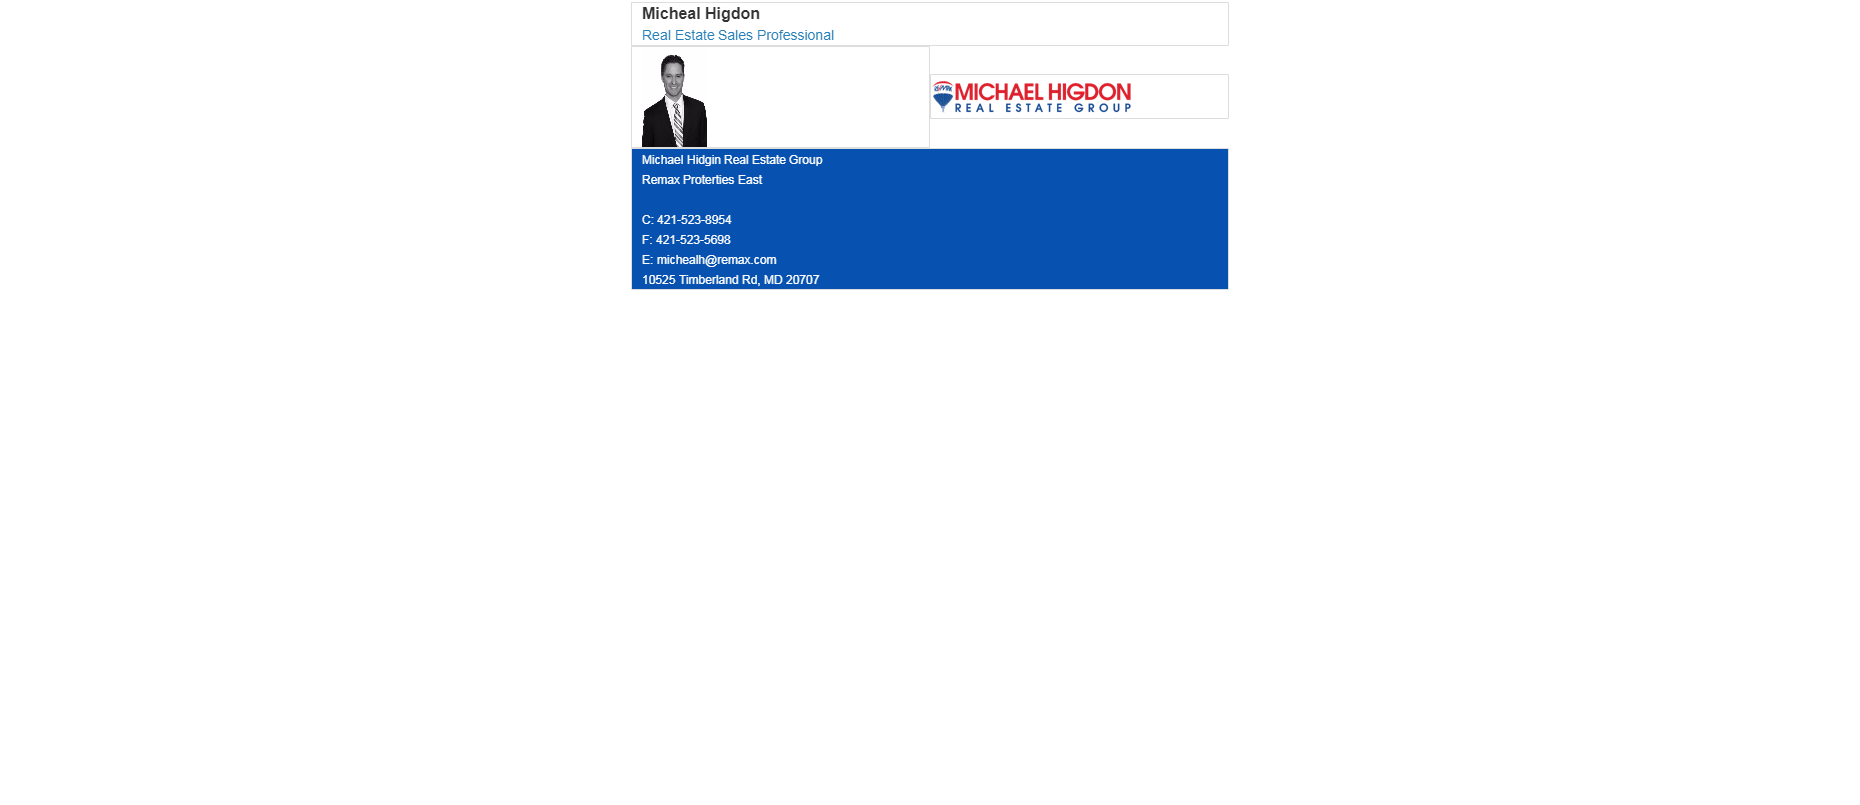 Micheal Higdon
Real Estate Sales Professional
RE/MAX
MICHAEL HIGDON
REAL ESTATE GROUP
Michael Hidgin Real Estate Group
Remax Proterties East
C: 421-523-8954
F: 421-523-5698
E: michealh@remax.com
10525 Timberland Rd, MD 20707